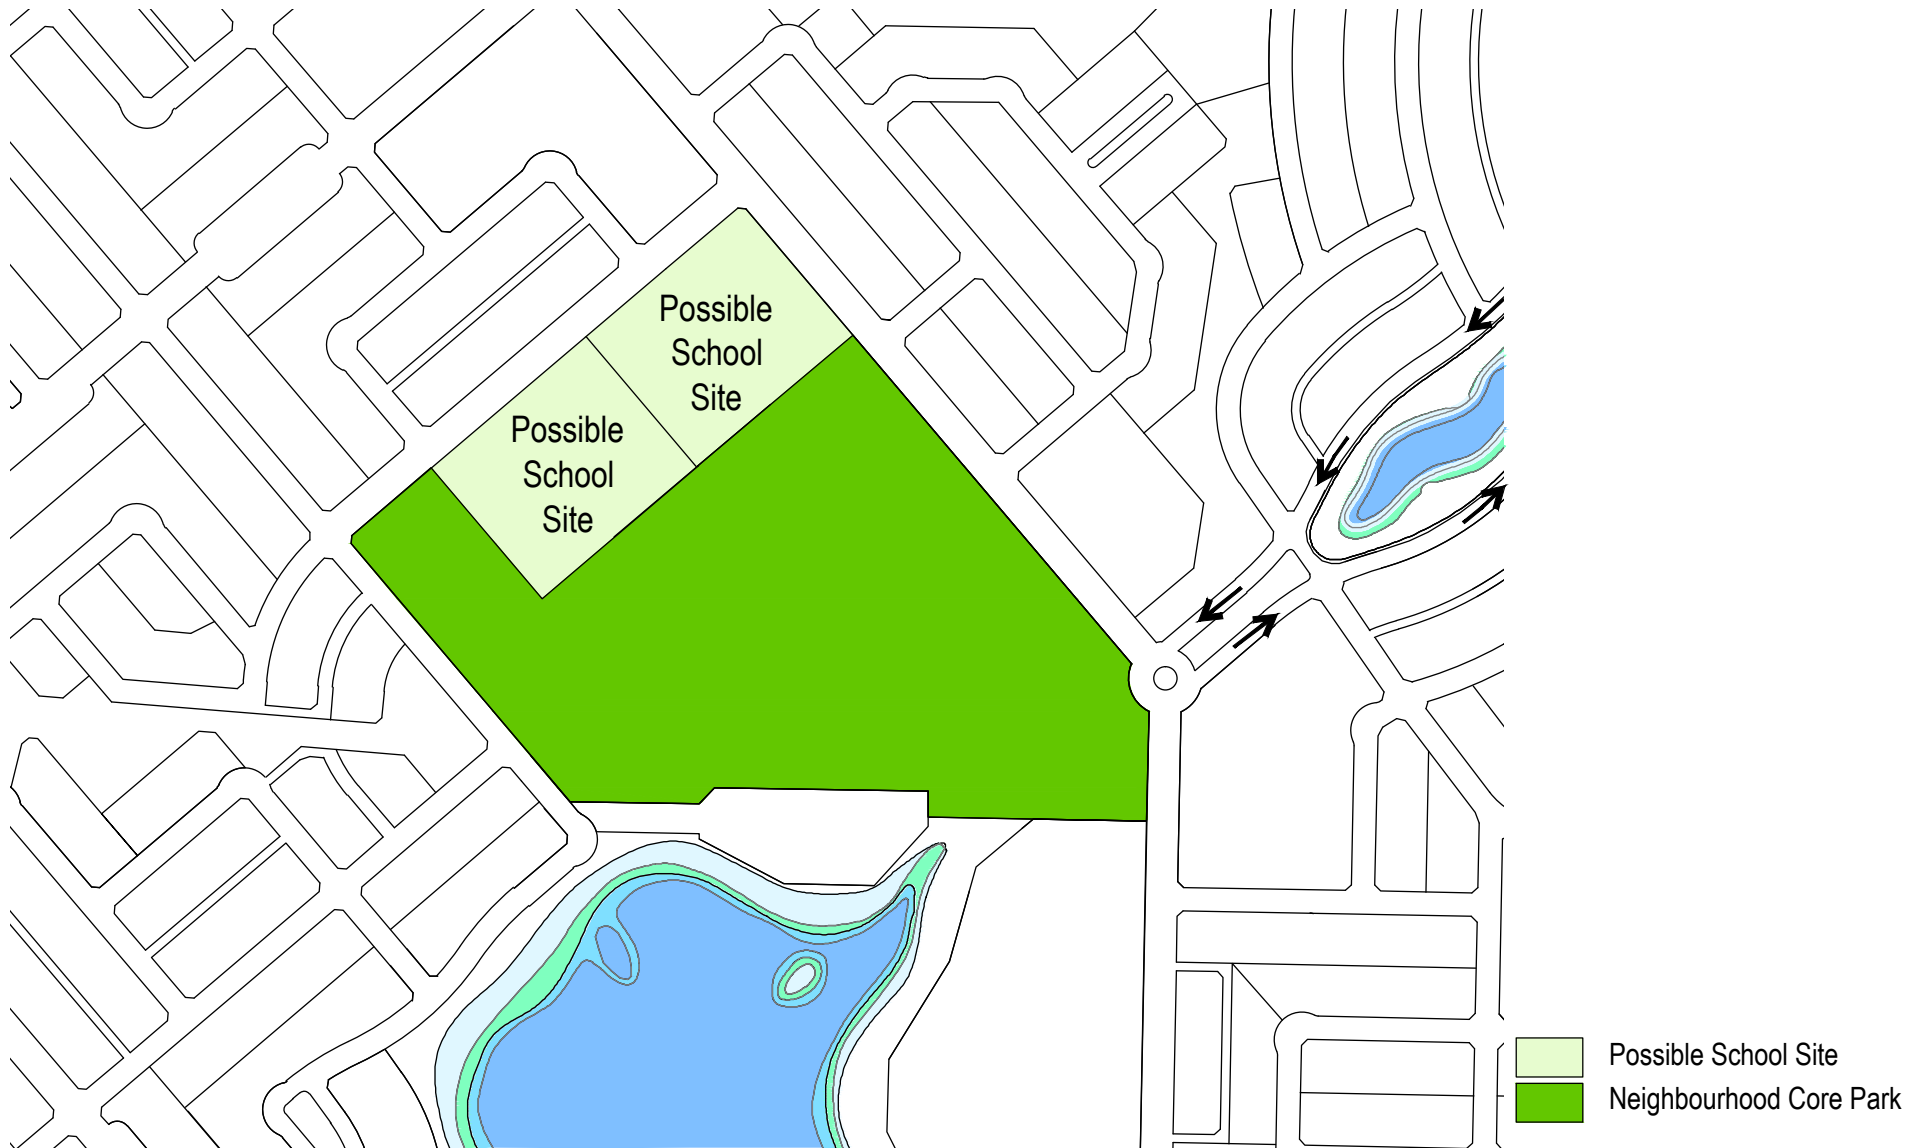 Possible
School
Site
Possible
School
Site
Possible School Site
Neighbourhood Core Park